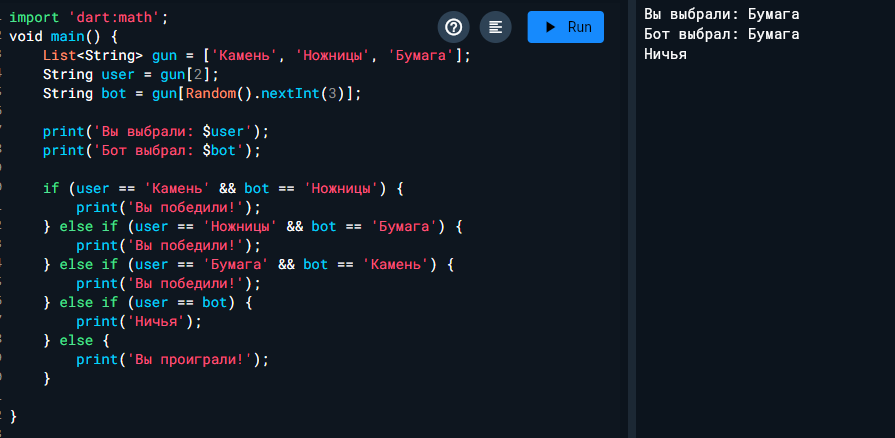 import 'dart:math';
void main() {
    List<String> gun = ['Камень', 'Ножницы', 'Бумага'];
    String user = gun[2];
    String bot = gun[Random().nextInt(3)];
    print('Вы выбрали: $user');
    print('Бот выбрал: $bot');
    if (user == 'Камень' && bot == 'Ножницы') {
        print('Вы победили!');
    } else if (user == 'Ножницы' && bot == 'Бумага') {
        print('Вы победили!');
    } else if (user == 'Бумага' && bot == 'Камень') {
        print('Вы победили!');
    } else if (user == bot) {
        print('Ничья');
    } else {
        print('Вы проиграли!');
    }
}
?
Run
Вы выбрали: Бумага
Бот выбрал: Бумага
Ничья